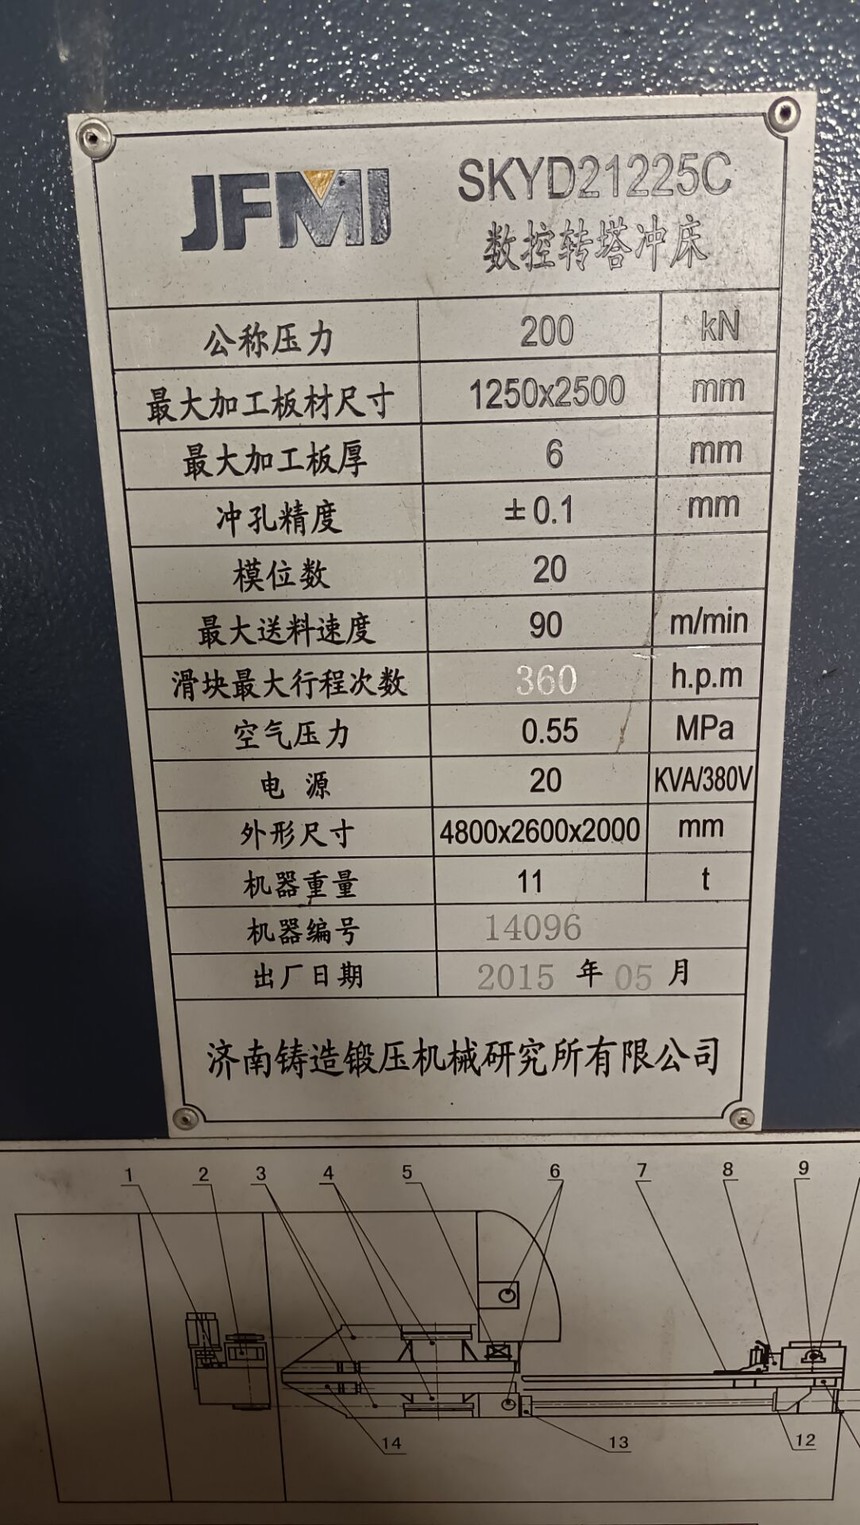 JFMI
SKYD21225C
数控转塔冲床
公称压力 200 kN
最大加工板材尺寸 1250x2500 mm
最大加工板厚 6 mm
冲孔精度 ±0.1 mm
模位数 20
最大送料速度 90 m/min
滑块最大行程次数 360 h.p.m
空气压力 0.55 MPa
电 源 20 KVA/380V
外形尺寸 4800x2600x2000 mm
机器重量 11 t
机器编号 14096
出厂日期 2015 年 05 月
济南铸造锻压机械研究所有限公司
1 2 3 4 5 6 7 8 9
14 13 12